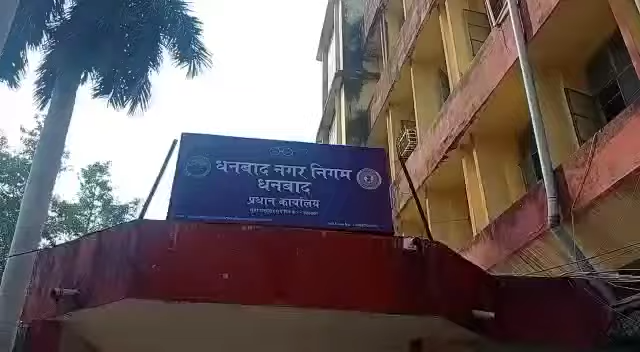 धनबाद नगर निगम
धनबाद
प्रधान कार्यालय